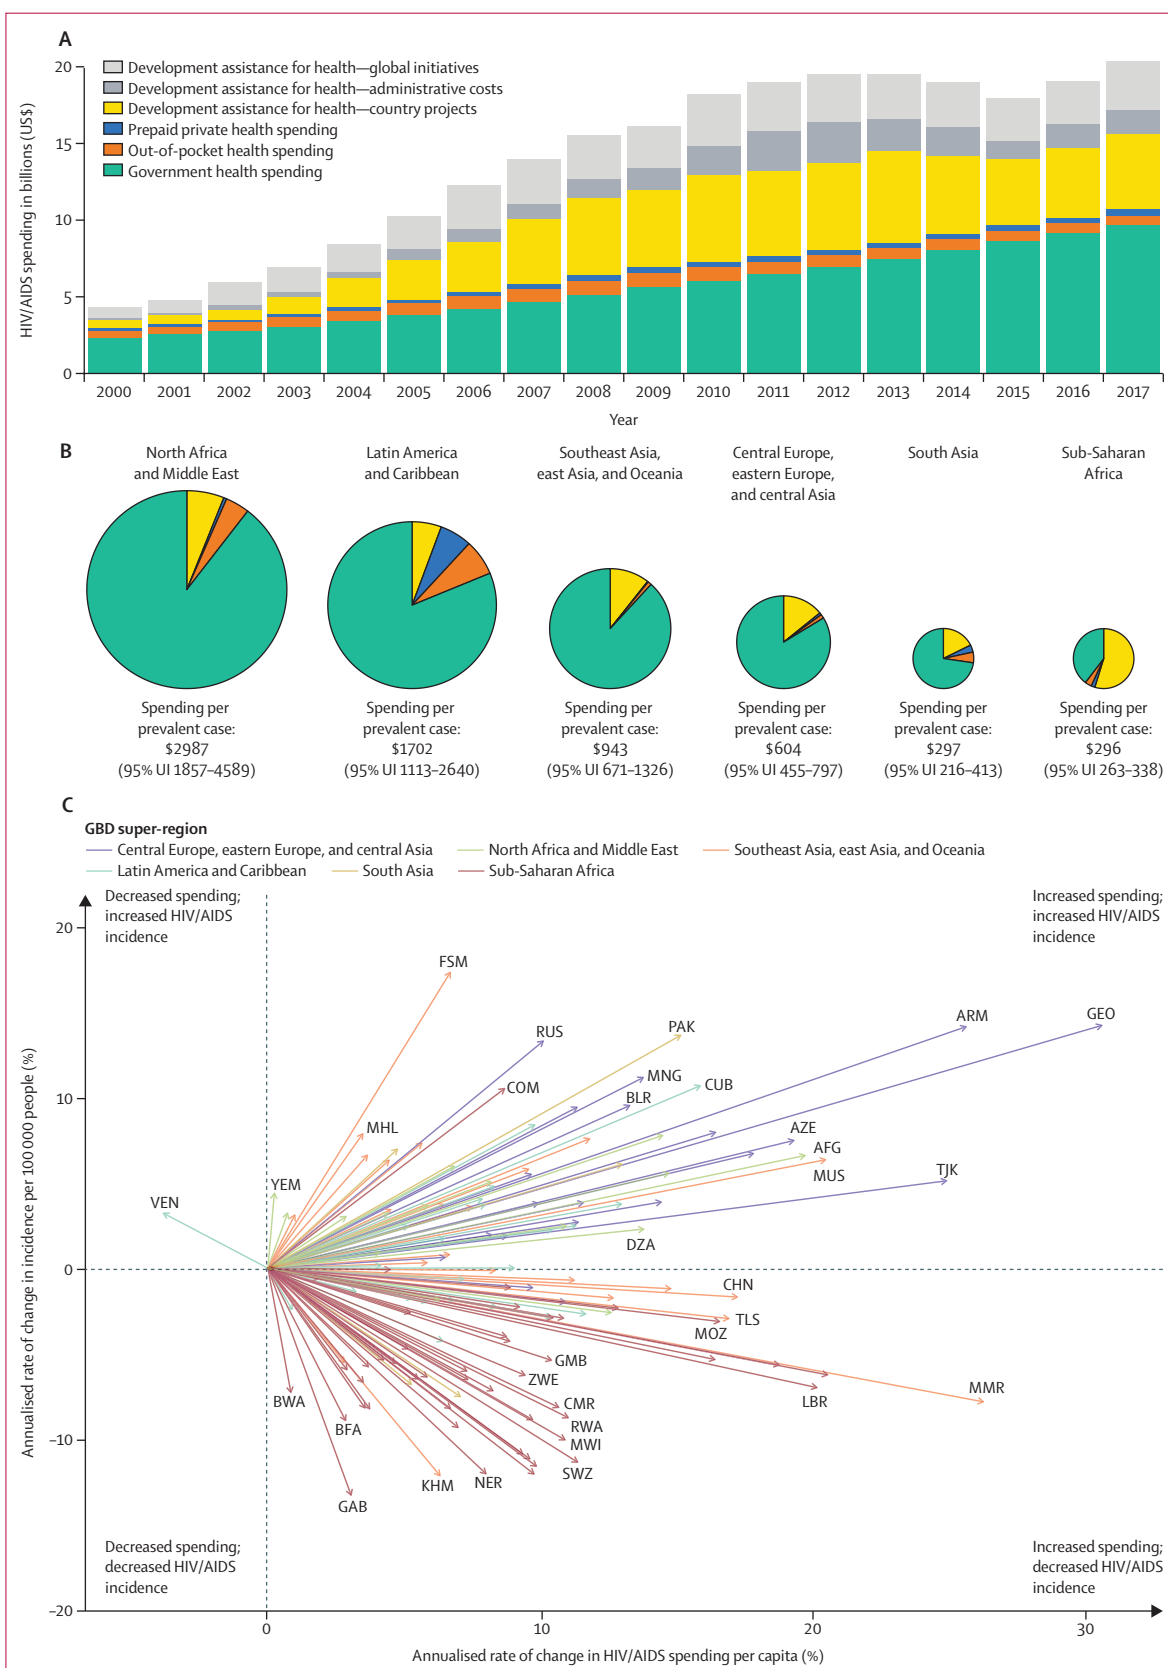 A
20
15
10
5
0
HIV/AIDS spending in billions (US$)
Development assistance for health—global initiatives
Development assistance for health—administrative costs
Development assistance for health—country projects
Prepaid private health spending
Out-of-pocket health spending
Government health spending
2000 2001 2002 2003 2004 2005 2006 2007 2008 2009 2010 2011 2012 2013 2014 2015 2016 2017
Year
B
North Africa
and Middle East
Spending per
prevalent case:
$2987
(95% UI 1857–4589)
Latin America
and Caribbean
Spending per
prevalent case:
$1702
(95% UI 1113–2640)
Southeast Asia,
east Asia, and Oceania
Spending per
prevalent case:
$943
(95% UI 671–1326)
Central Europe,
eastern Europe,
and central Asia
Spending per
prevalent case:
$604
(95% UI 455–797)
South Asia
Spending per
prevalent case:
$297
(95% UI 216–413)
Sub-Saharan
Africa
Spending per
prevalent case:
$296
(95% UI 263–338)
C
GBD super-region
Central Europe, eastern Europe, and central Asia
North Africa and Middle East
Southeast Asia, east Asia, and Oceania
Latin America and Caribbean
South Asia
Sub-Saharan Africa
Decreased spending;
increased HIV/AIDS
incidence
Increased spending;
increased HIV/AIDS
incidence
20
10
0
–10
–20
Annualised rate of change in incidence per 100 000 people (%)
FSM
RUS
PAK
ARM
GEO
COM
MNG
CUB
BLR
MHL
AZE
AFG
MUS
TJK
YEM
VEN
DZA
CHN
TLS
MOZ
GMB
ZWE
MMR
LBR
BWA
CMR
BFA
RWA
MWI
SWZ
KHM
NER
GAB
Decreased spending;
decreased HIV/AIDS
incidence
Increased spending;
decreased HIV/AIDS
incidence
0 10 20 30
Annualised rate of change in HIV/AIDS spending per capita (%)